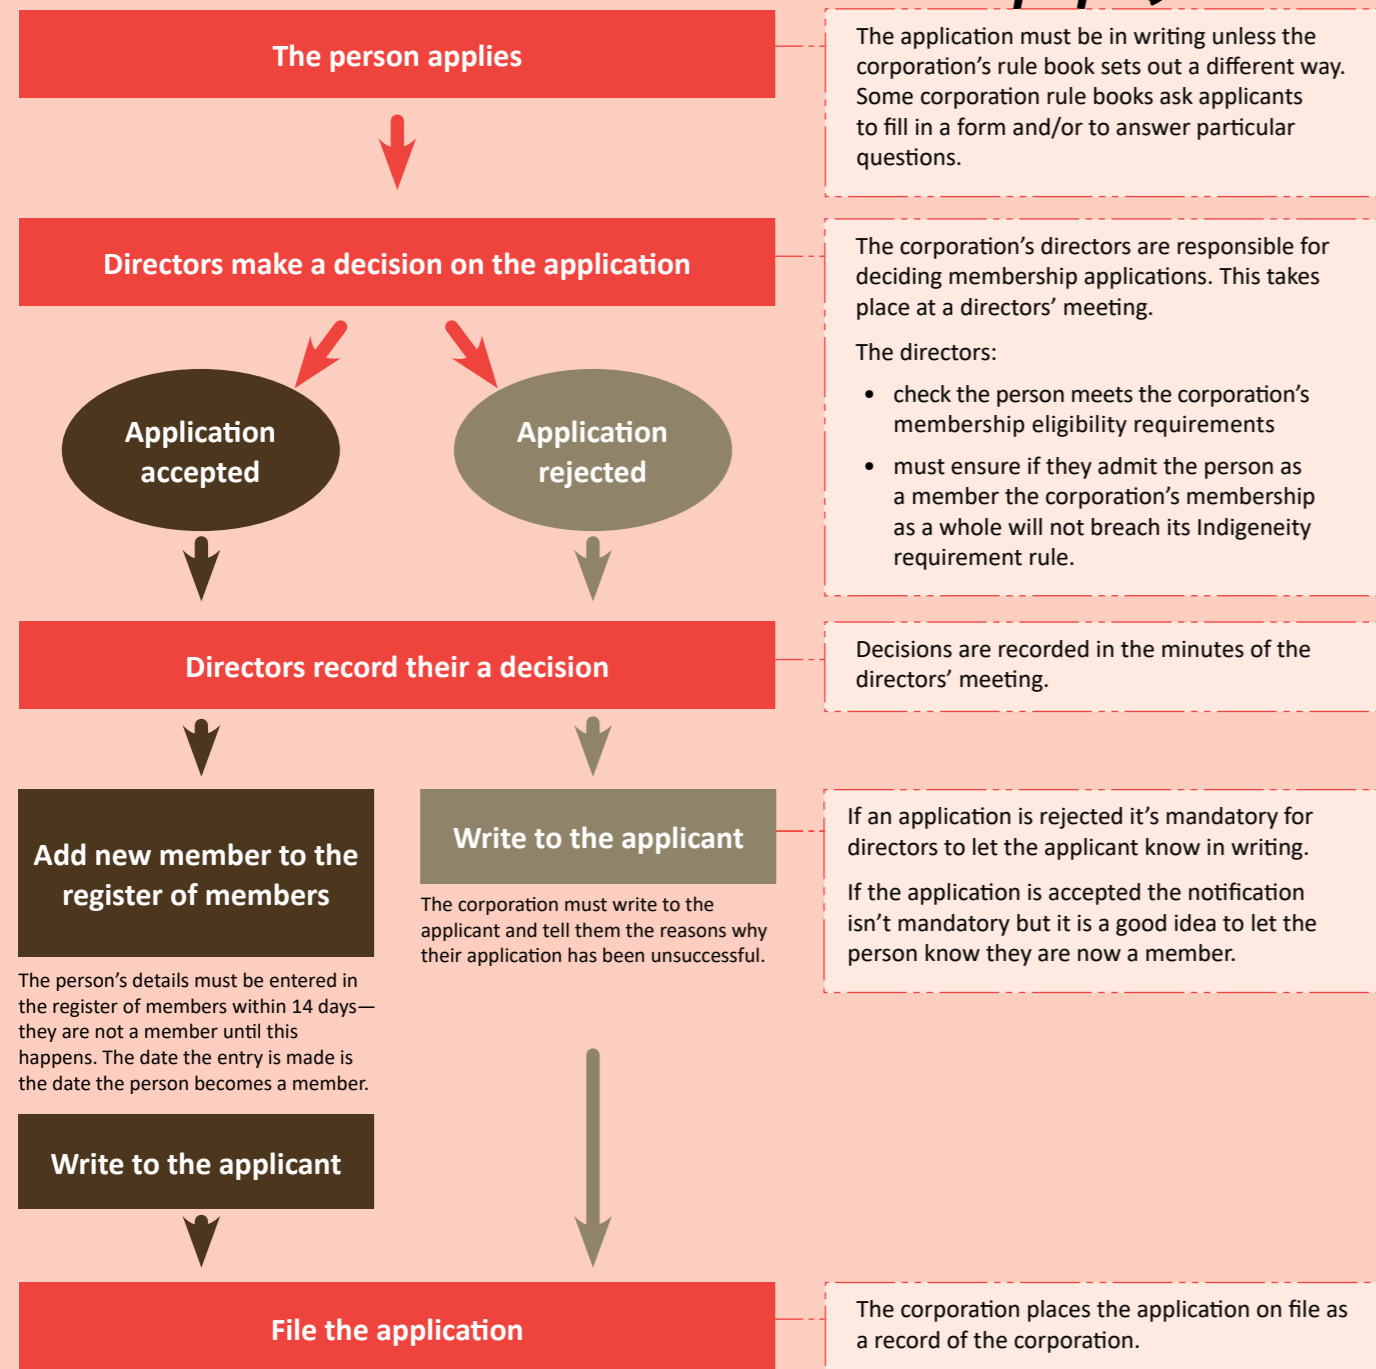 The person applies
The application must be in writing unless the
corporation’s rule book sets out a different way.
Some corporation rule books ask applicants
to fill in a form and/or to answer particular
questions.
Directors make a decision on the application
The corporation’s directors are responsible for
deciding membership applications. This takes
place at a directors’ meeting.
The directors:
• check the person meets the corporation’s
membership eligibility requirements
• must ensure if they admit the person as
a member the corporation’s membership
as a whole will not breach its Indigeneity
requirement rule.
Application
accepted
Application
rejected
Directors record their a decision
Decisions are recorded in the minutes of the
directors’ meeting.
Add new member to the
register of members
The person’s details must be entered in
the register of members within 14 days—
they are not a member until this
happens. The date the entry is made is
the date the person becomes a member.
Write to the applicant
Write to the applicant
The corporation must write to the
applicant and tell them the reasons why
their application has been unsuccessful.
If an application is rejected it’s mandatory for
directors to let the applicant know in writing.
If the application is accepted the notification
isn’t mandatory but it is a good idea to let the
person know they are now a member.
File the application
The corporation places the application on file as
a record of the corporation.